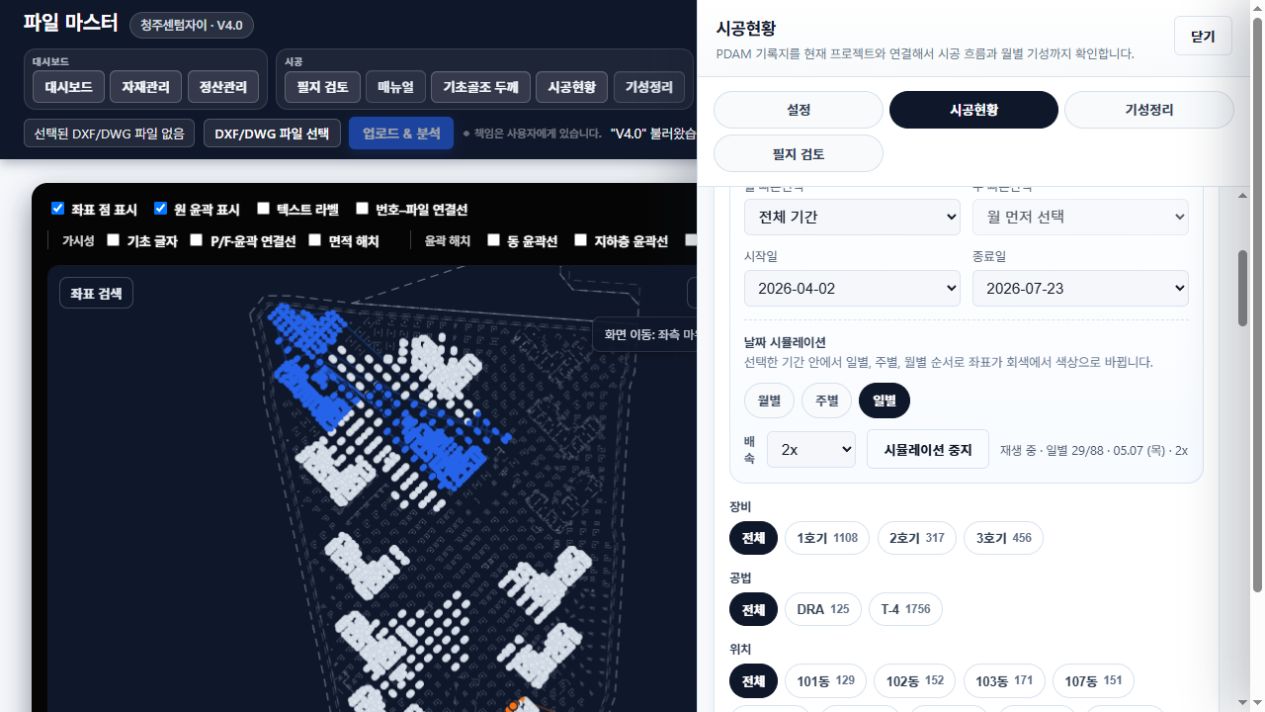 파일 마스터
청주센텀자이 · V4.0
대시보드
대시보드 자재관리 정산관리
시공
필지 검토 메뉴얼 기초골조 두께 시공현황 기성정리
선택된 DXF/DWG 파일 없음 DXF/DWG 파일 선택 업로드 & 분석 ● 책임은 사용자에게 있습니다. "V4.0" 불러왔습
좌표 점 표시 원 윤곽 표시 텍스트 라벨 번호–파일 연결선
가시성 기초 글자 P/F-윤곽 연결선 면적 해치 윤곽 해치 동 윤곽선 지하층 윤곽선
좌표 검색
화면 이동: 좌측 마우
시공현황
PDAM 기록지를 현재 프로젝트와 연결해서 시공 흐름과 월별 기성까지 확인합니다.
닫기
설정 시공현황 기성정리
필지 검토
전체 기간 월 먼저 선택
시작일 종료일
2026-04-02 2026-07-23
날짜 시뮬레이션
선택한 기간 안에서 일별, 주별, 월별 순서로 좌표가 회색에서 색상으로 바뀝니다.
월별 주별 일별
배속 2x 시뮬레이션 중지 재생 중 · 일별 29/88 · 05.07 (목) · 2x
장비
전체 1호기 1108 2호기 317 3호기 456
공법
전체 DRA 125 T-4 1756
위치
전체 101동 129 102동 152 103동 171 107동 151